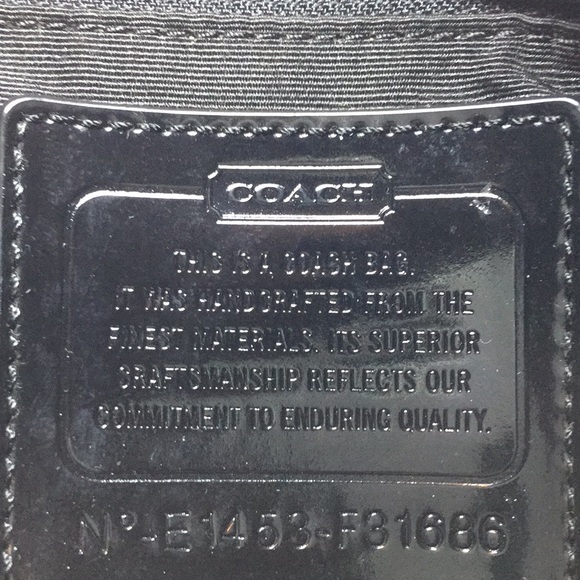 COACH
THIS IS A COACH BAG.
IT WAS HANDCRAFTED FROM THE
FINEST MATERIALS. ITS SUPERIOR
CRAFTSMANSHIP REFLECTS OUR
COMMITMENT TO ENDURING QUALITY.
Nº-E1453-F31686